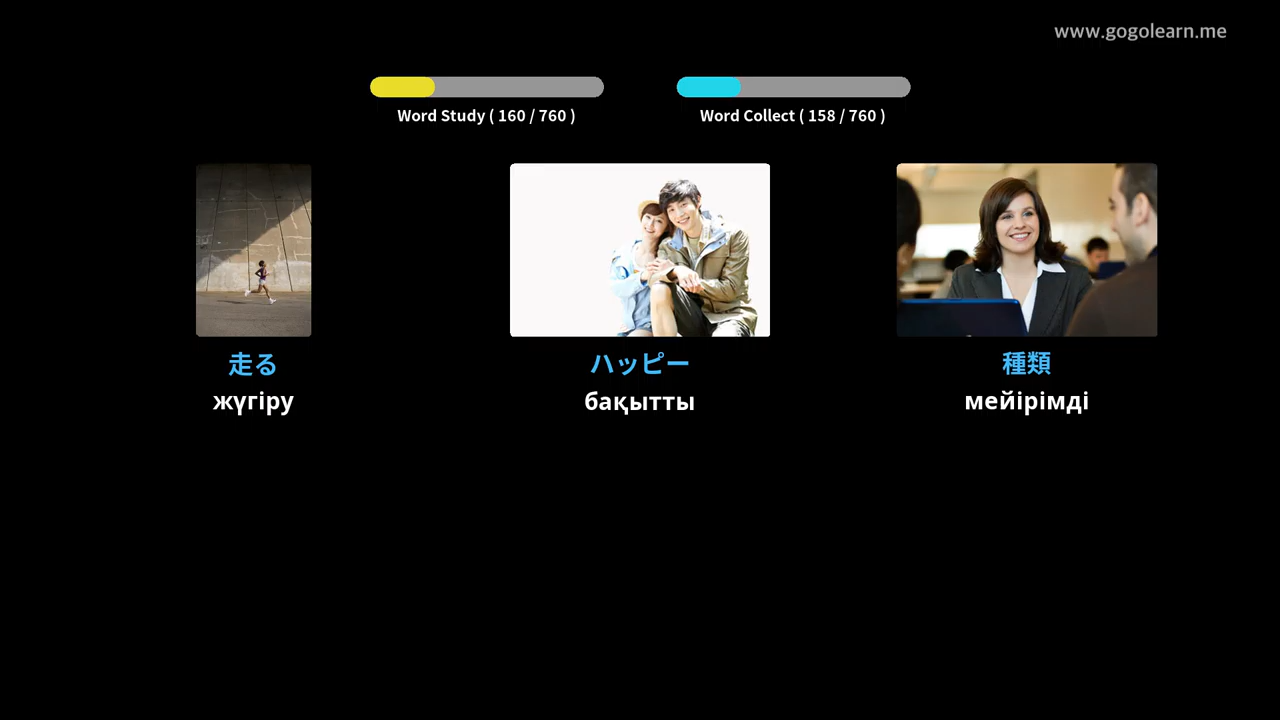 www.gogolearn.me
Word Study ( 160 / 760 )
Word Collect ( 158 / 760 )
走る
ハッピー
種類
жүгіру
бақытты
мейірімді